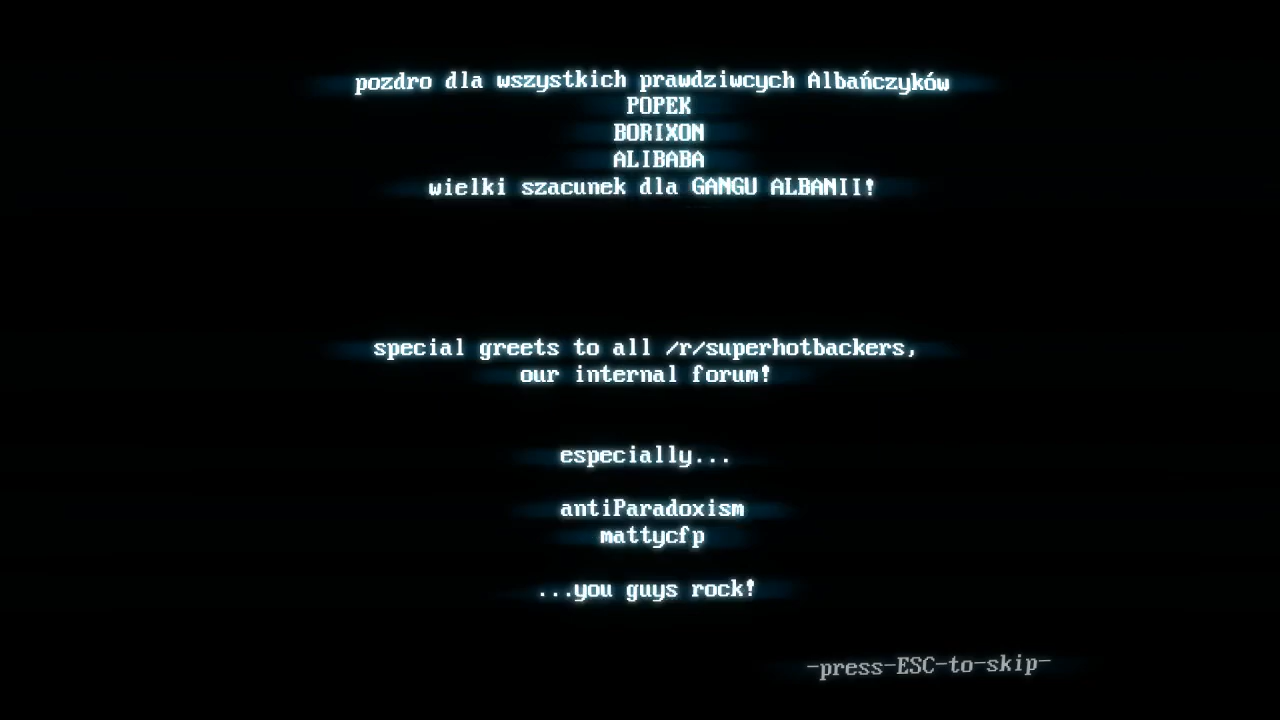 pozdro dla wszystkich prawdziwcych Albańczyków
POPEK
BORIXON
ALIBABA
wielki szacunek dla GANGU ALBANII!
special greets to all /r/superhotbackers,
our internal forum!
especially...
antiParadoxism
mattycfp
...you guys rock!
-press-ESC-to-skip-